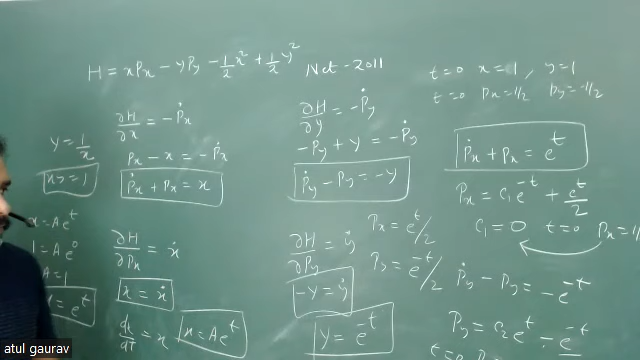 H = xPx − yPy − 1/2 x² + 1/2 y² Net - 2011
t=0 x=1, y=1
t=0 Px=1/2 Py=-1/2
∂H/∂x = −Ṗx
Px − x = −Ṗx
Ṗx + Px = x
∂H/∂Px = ẋ
x = ẋ
dx/dt = x x = Ae^t
y = 1/x
xy = 1
x = Ae^t
1 = Ae^0
A = 1
x = e^t
∂H/∂y = −Ṗy
−Py + y = −Ṗy
Ṗy − Py = −y
∂H/∂Py = ẏ
−y = ẏ
y = e^-t
Px = e^t/2
Py = e^-t/2
Ṗx + Px = e^t
Px = C1e^-t + e^t/2
C1 = 0 t=0 Px = 1/
Ṗy − Py = −e^-t
Py = C2e^t − e^-t
t=0
atul gaurav